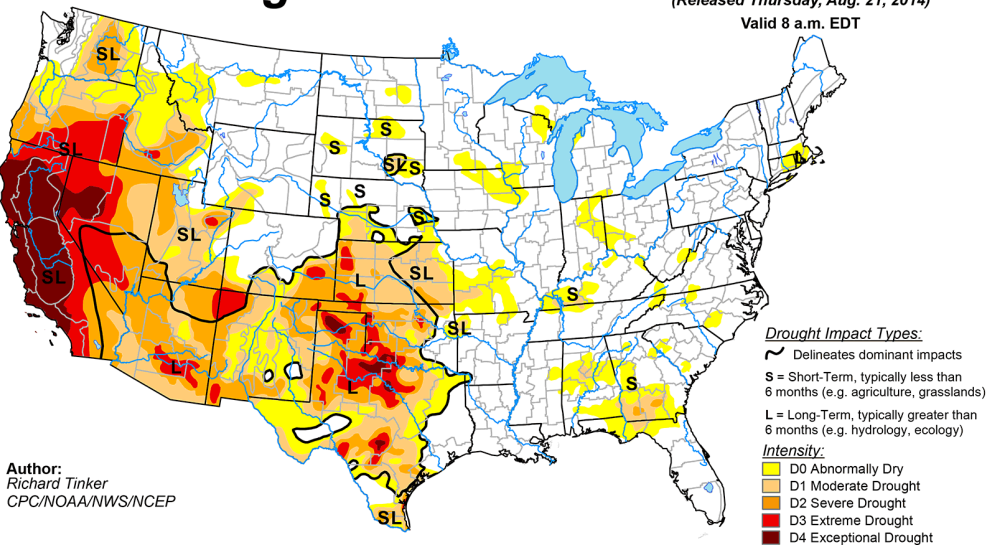 (Released Thursday, Aug. 21, 2014)
Valid 8 a.m. EDT
SL
SL
S
S
SL
S
S
S
S
L
SL
SL
L
SL
S
SL
L
L
S
SL
Drought Impact Types:
Delineates dominant impacts
S = Short-Term, typically less than
6 months (e.g. agriculture, grasslands)
L = Long-Term, typically greater than
6 months (e.g. hydrology, ecology)
Intensity:
D0 Abnormally Dry
D1 Moderate Drought
D2 Severe Drought
D3 Extreme Drought
D4 Exceptional Drought
Author:
Richard Tinker
CPC/NOAA/NWS/NCEP